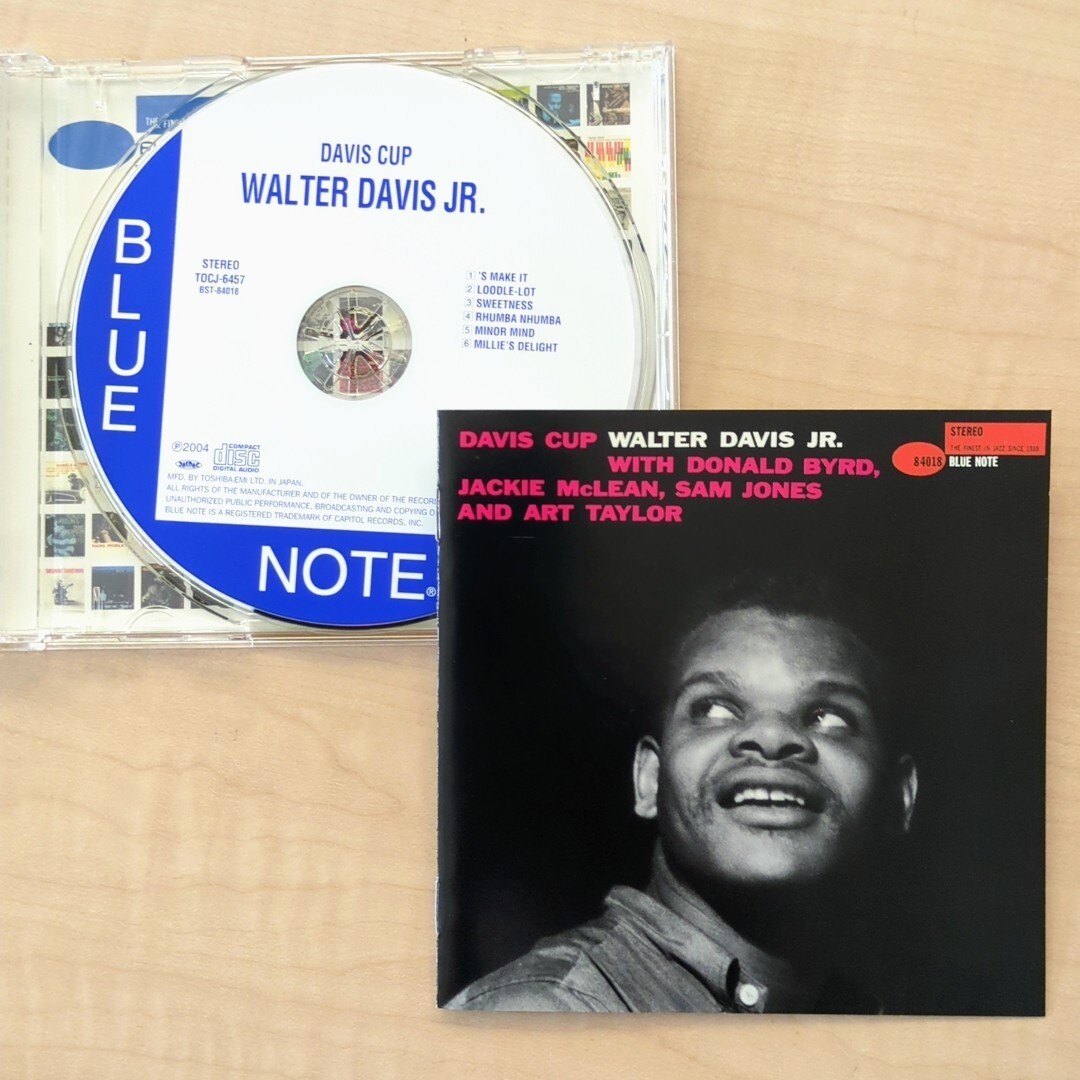 DAVIS CUP
WALTER DAVIS JR.
BLUE
STEREO
TOCJ-6457
BST-84018
1 'S MAKE IT
2 LOODLE-LOT
3 SWEETNESS
4 RHUMBA NHUMBA
5 MINOR MIND
6 MILLIE'S DELIGHT
Ⓟ2004 COMPACT disc DIGITAL AUDIO
MFD. BY TOSHIBA-EMI LTD. IN JAPAN.
ALL RIGHTS OF THE MANUFACTURER AND OF THE OWNER OF THE
UNAUTHORIZED PUBLIC PERFORMANCE, BROADCASTING AND COPYING
BLUE NOTE IS A REGISTERED TRADEMARK OF CAPITOL RECORDS, INC.
NOTE®
DAVIS CUP WALTER DAVIS JR.
WITH DONALD BYRD,
JACKIE McLEAN, SAM JONES
AND ART TAYLOR
STEREO
THE FINEST IN JAZZ SINCE 1939
84018 BLUE NOTE